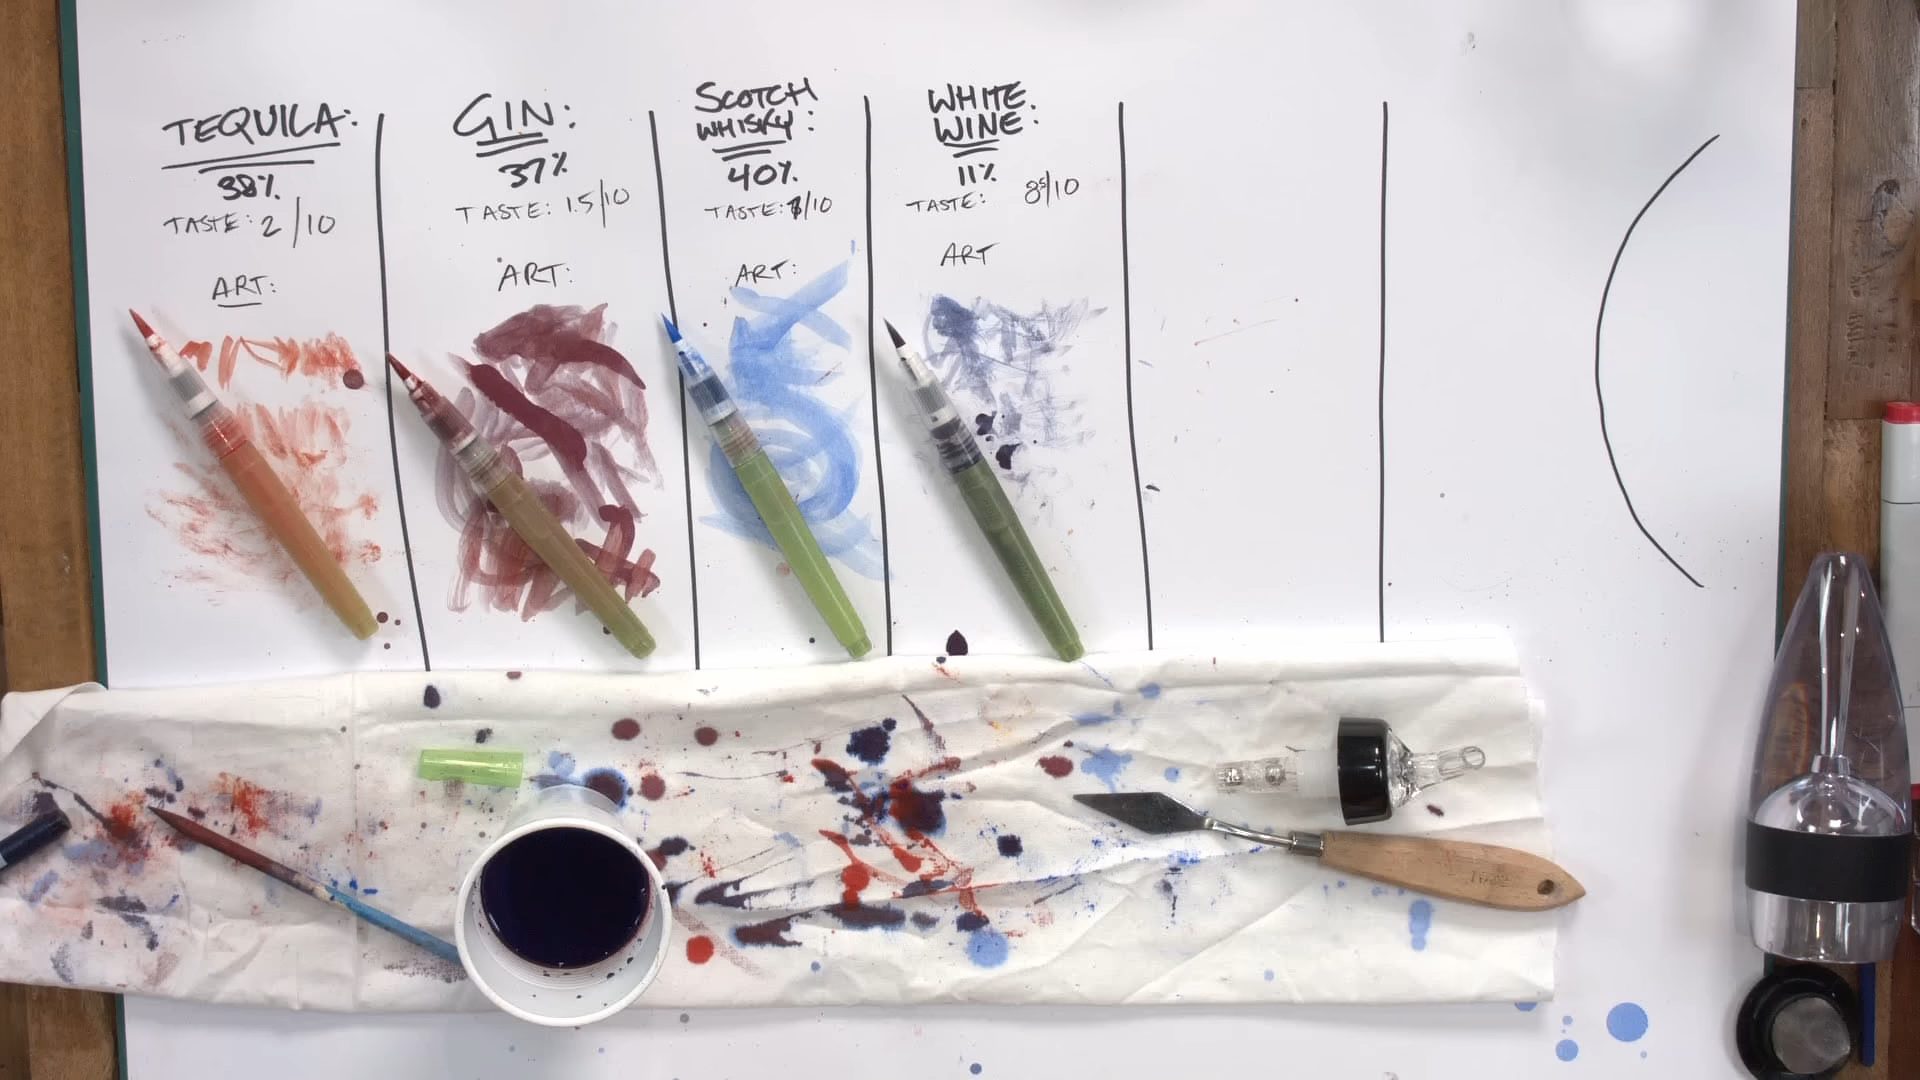 TEQUILA:
38%
TASTE: 2/10
ART:
GIN:
37%
TASTE: 1.5/10
ART:
SCOTCH
WHISKY:
40%
ART:
WHITE
WINE:
11%
TASTE: 8.5/10
ART